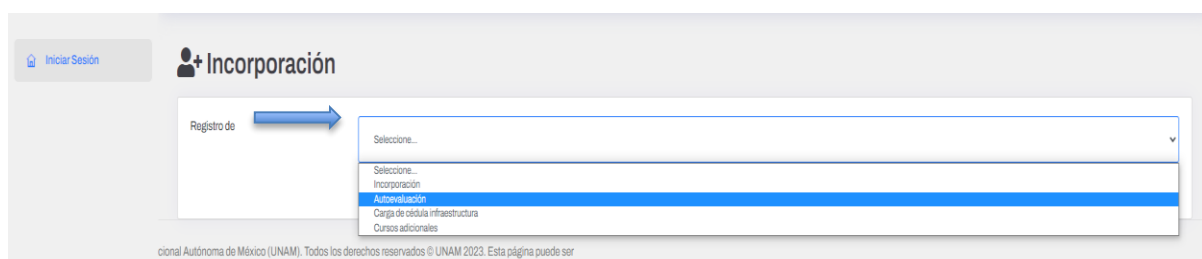 Iniciar Sesión
Incorporación
Registro de
Seleccione...
Seleccione...
Incorporación
Autoevaluación
Carga de cédula infraestructura
Cursos adicionales
cional Autónoma de México (UNAM). Todos los derechos reservados © UNAM 2023. Esta página puede ser